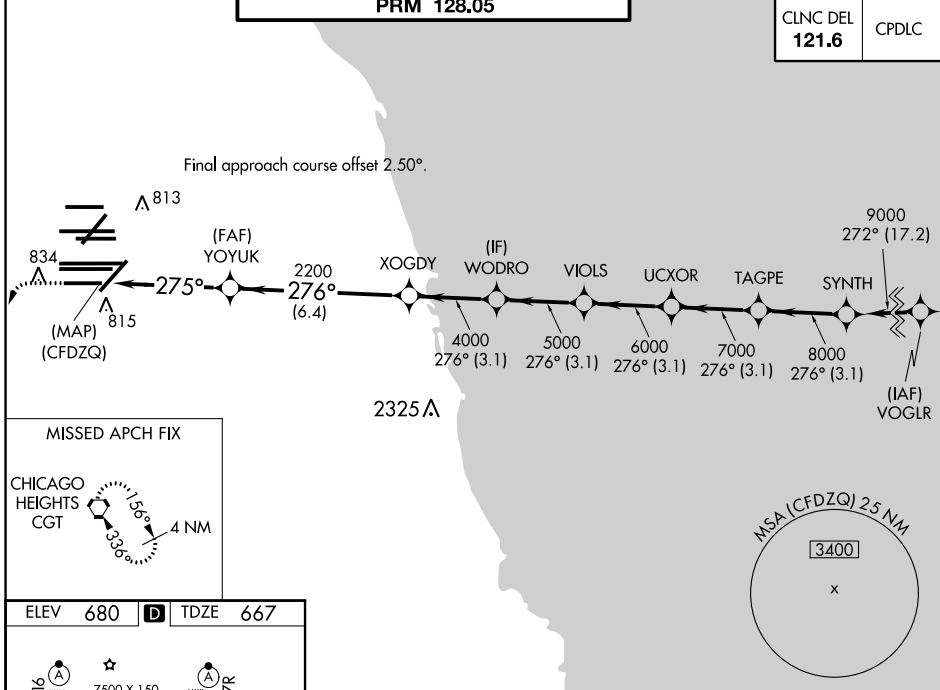 PRM 128.05
CLNC DEL
121.6
CPDLC
Final approach course offset 2.50°.
813
834
815
(MAP)
(CFDZQ)
275°
(FAF)
YOYUK
2200
276°
(6.4)
XOGDY
(IF)
WODRO
VIOLS
UCXOR
TAGPE
SYNTH
9000
272° (17.2)
4000
276° (3.1)
5000
276° (3.1)
6000
276° (3.1)
7000
276° (3.1)
8000
276° (3.1)
(IAF)
VOGLR
2325
MISSED APCH FIX
CHICAGO
HEIGHTS
CGT
156°
336°
4 NM
MSA (CFDZQ) 25 NM
3400
x
ELEV 680 D TDZE 667
A
7500 X 150
A